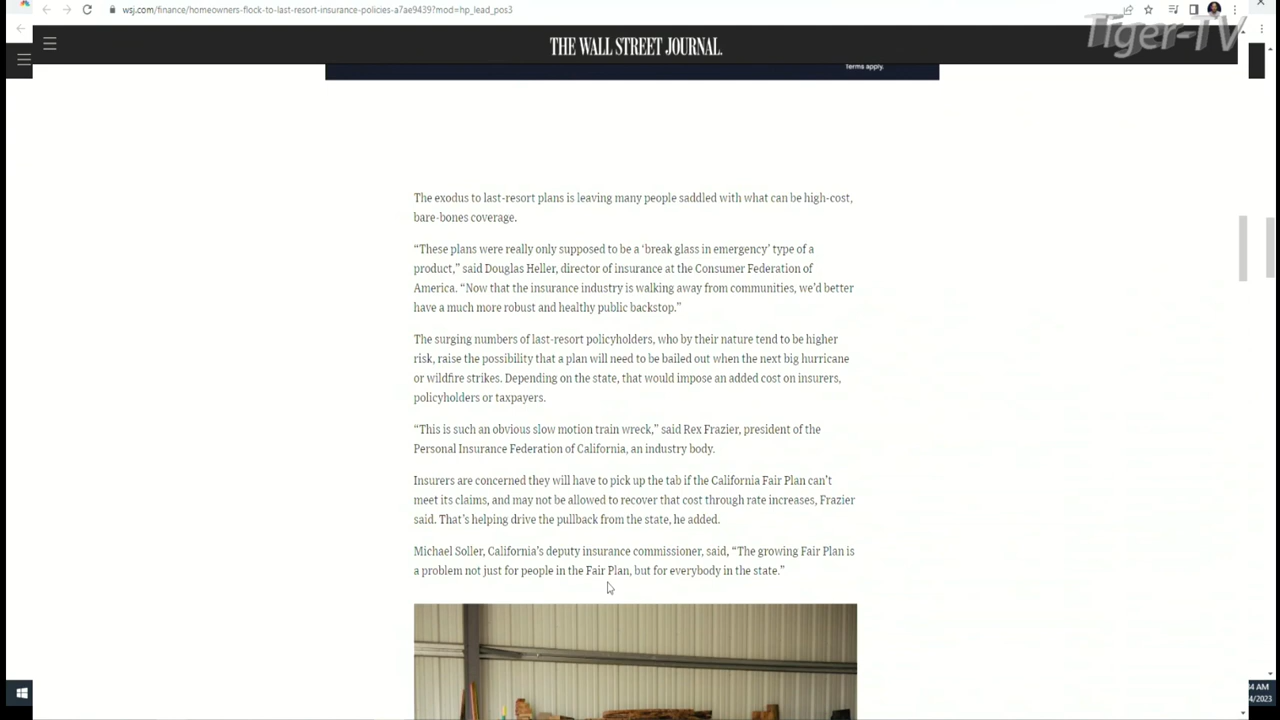 wsj.com/finance/homeowners-flock-to-last-resort-insurance-policies-a7ae9439?mod=hp_lead_pos3
Tiger-TV
THE WALL STREET JOURNAL.
Terms apply.
The exodus to last-resort plans is leaving many people saddled with what can be high-cost,
bare-bones coverage.
“These plans were really only supposed to be a ‘break glass in emergency’ type of a
product,” said Douglas Heller, director of insurance at the Consumer Federation of
America. “Now that the insurance industry is walking away from communities, we’d better
have a much more robust and healthy public backstop.”
The surging numbers of last-resort policyholders, who by their nature tend to be higher
risk, raise the possibility that a plan will need to be bailed out when the next big hurricane
or wildfire strikes. Depending on the state, that would impose an added cost on insurers,
policyholders or taxpayers.
“This is such an obvious slow motion train wreck,” said Rex Frazier, president of the
Personal Insurance Federation of California, an industry body.
Insurers are concerned they will have to pick up the tab if the California Fair Plan can’t
meet its claims, and may not be allowed to recover that cost through rate increases, Frazier
said. That’s helping drive the pullback from the state, he added.
Michael Soller, California’s deputy insurance commissioner, said, “The growing Fair Plan is
a problem not just for people in the Fair Plan, but for everybody in the state.”
4 AM
4/2023